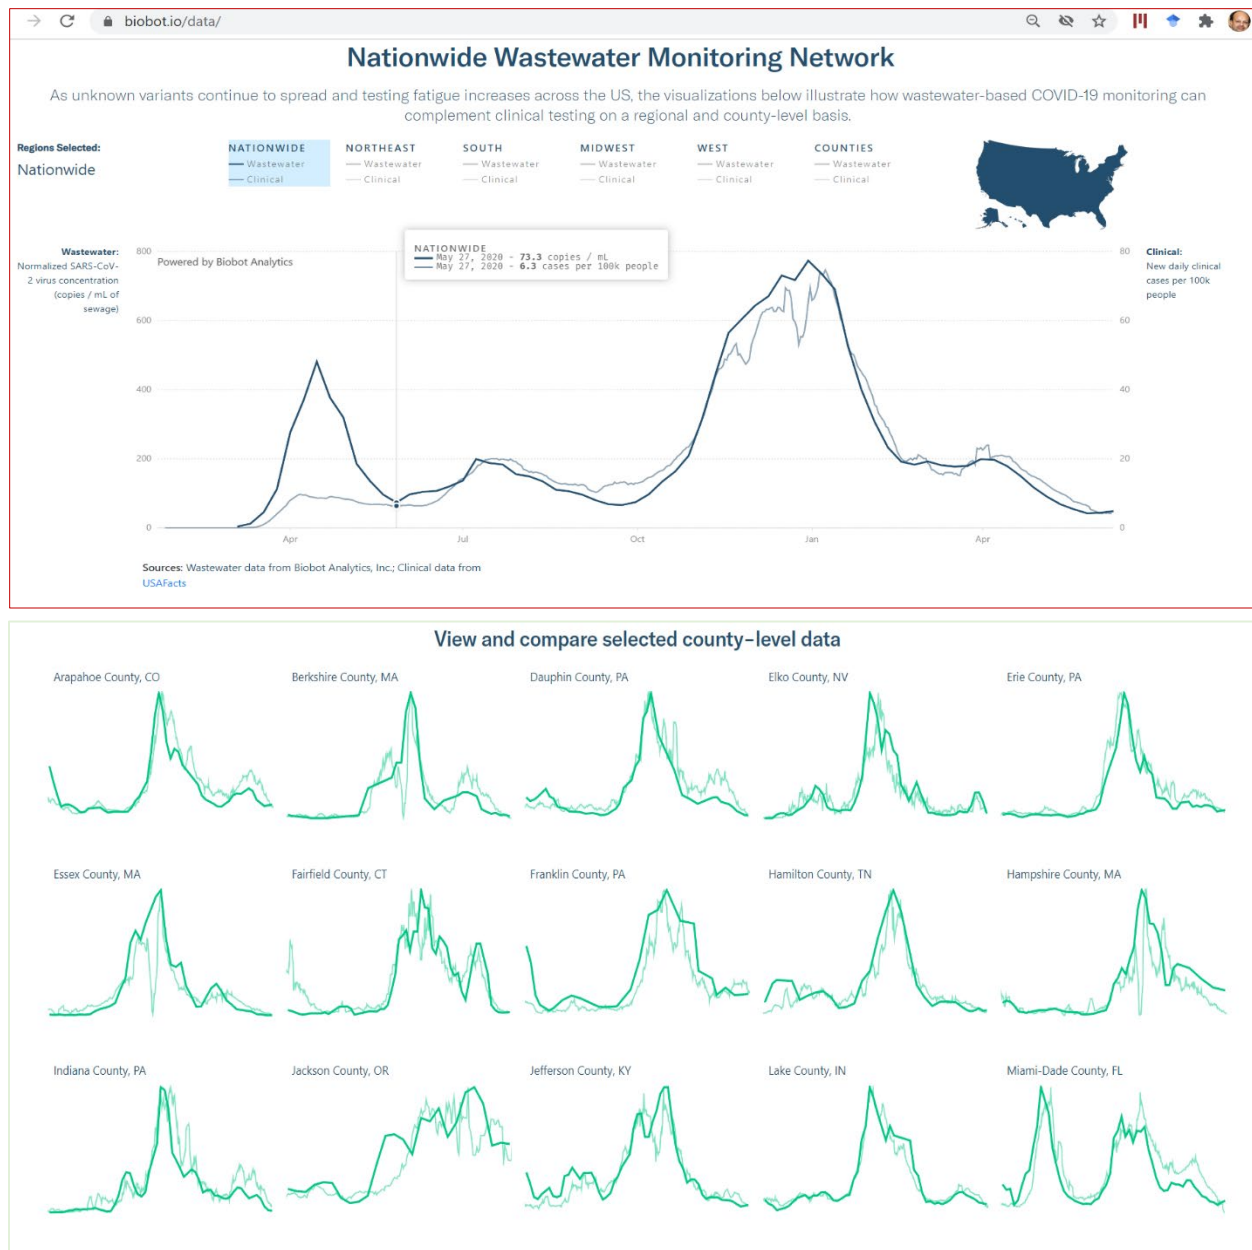 biobot.io/data/
Nationwide Wastewater Monitoring Network
As unknown variants continue to spread and testing fatigue increases across the US, the visualizations below illustrate how wastewater-based COVID-19 monitoring can
complement clinical testing on a regional and county-level basis.
Regions Selected:
Nationwide
NATIONWIDE
Wastewater
Clinical
NORTHEAST
Wastewater
Clinical
SOUTH
Wastewater
Clinical
MIDWEST
Wastewater
Clinical
WEST
Wastewater
Clinical
COUNTIES
Wastewater
Clinical
Wastewater:
Normalized SARS-CoV-
2 virus concentration
(copies / mL of
sewage)
800
600
400
200
0
Powered by Biobot Analytics
NATIONWIDE
May 27, 2020 - 73.3 copies / mL
May 27, 2020 - 6.3 cases per 100k people
80
60
40
20
0
Clinical:
New daily clinical
cases per 100k
people
Apr
Jul
Oct
Jan
Apr
Sources: Wastewater data from Biobot Analytics, Inc.; Clinical data from
USAFacts
View and compare selected county-level data
Arapahoe County, CO
Berkshire County, MA
Dauphin County, PA
Elko County, NV
Erie County, PA
Essex County, MA
Fairfield County, CT
Franklin County, PA
Hamilton County, TN
Hampshire County, MA
Indiana County, PA
Jackson County, OR
Jefferson County, KY
Lake County, IN
Miami-Dade County, FL